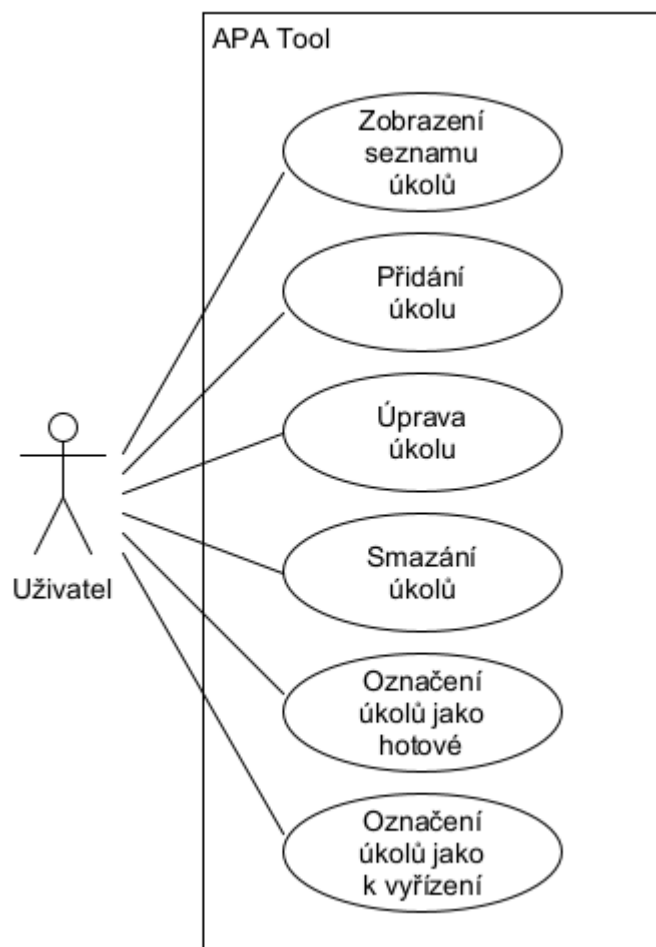 APA Tool
Zobrazení
seznamu
úkolů
Přidání
úkolu
Úprava
úkolu
Smazání
úkolů
Uživatel
Označení
úkolů jako
hotové
Označení
úkolů jako
k vyřízení